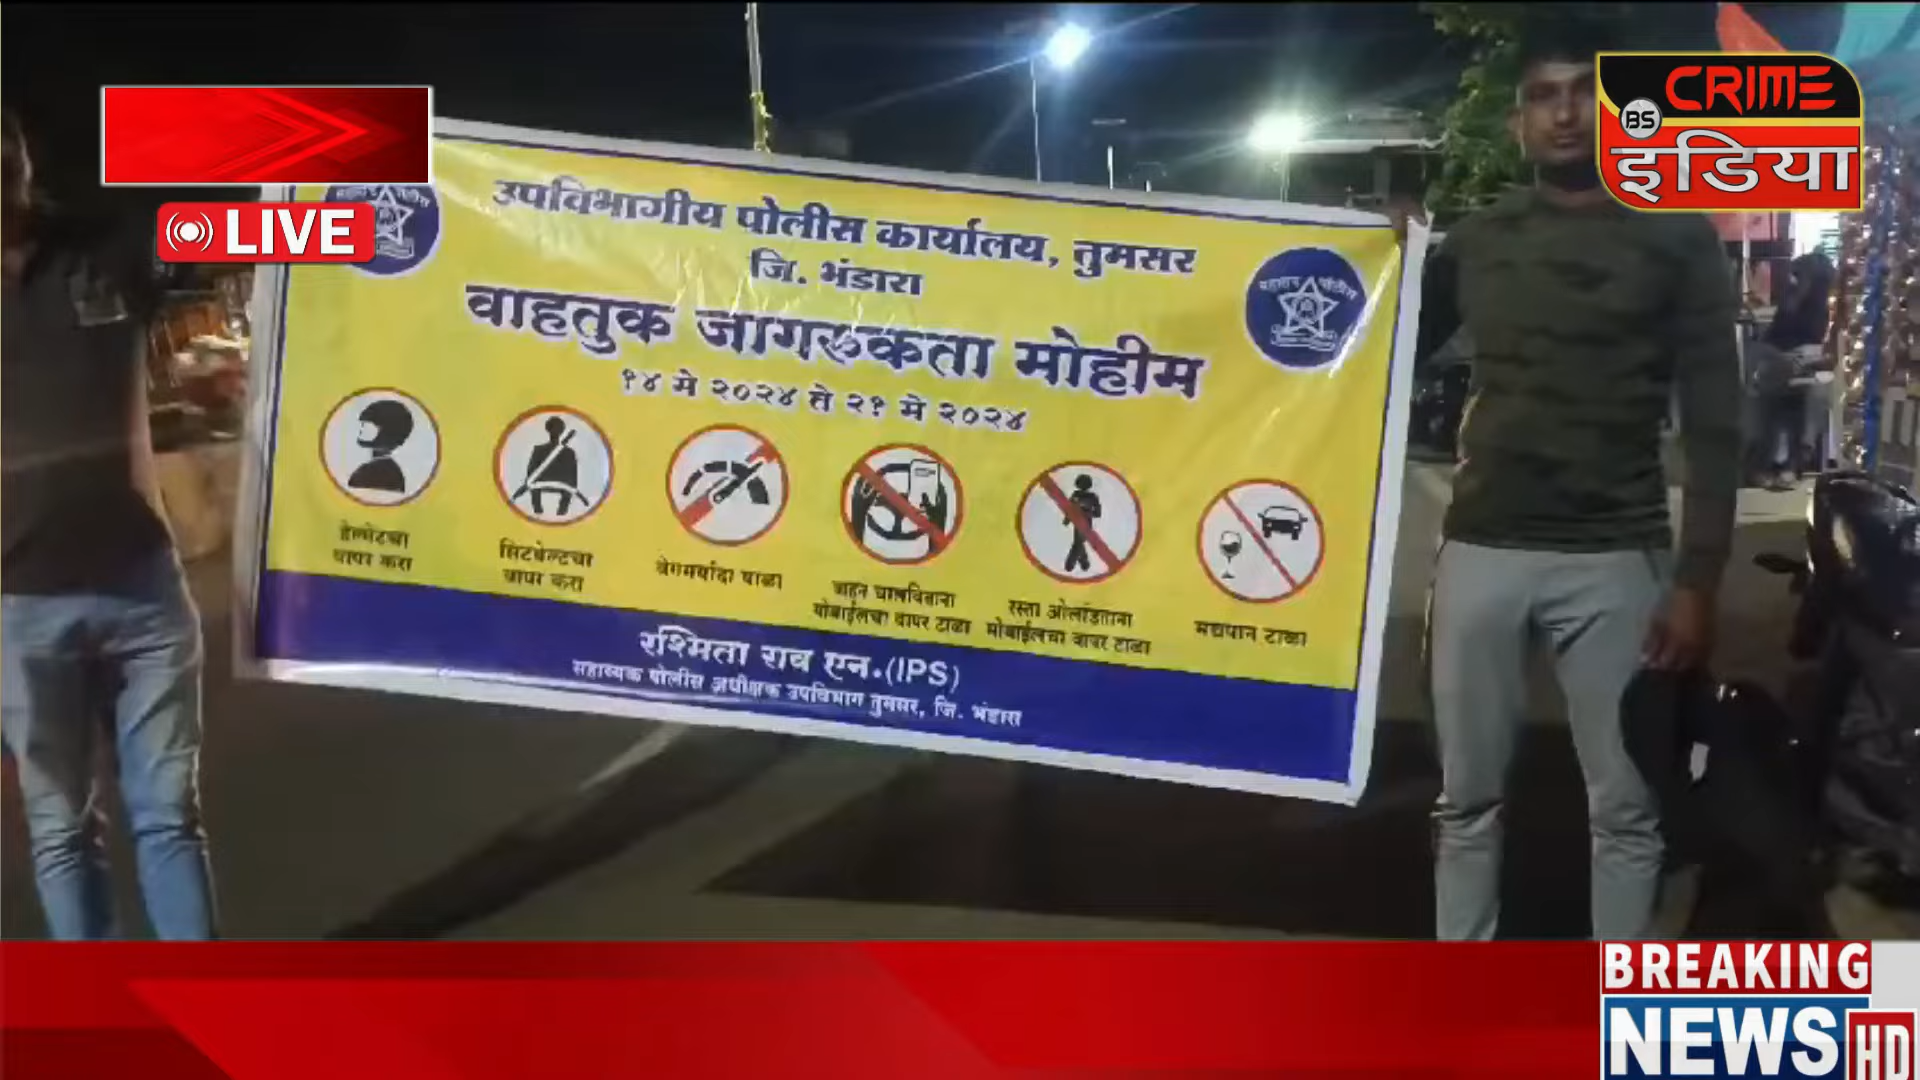 CRIME
BS
इंडिया
LIVE
उपविभागीय पोलीस कार्यालय, तुमसर
जि. भंडारा
वाहतुक जागरुकता मोहीम
१४ मे २०२४ ते २१ मे २०२४
हेल्मेटचा
वापर करा
सिटबेल्टचा
वापर करा
वेगमर्यादा पाळा
वाहन चालविताना
मोबाईलचा वापर टाळा
रस्ता ओलांडताना
मोबाईलचा वापर टाळा
मद्यपान टाळा
रश्मिता राव एन.(IPS)
सहाय्यक पोलीस अधीक्षक उपविभाग तुमसर, जि. भंडारा
BREAKING
NEWS HD